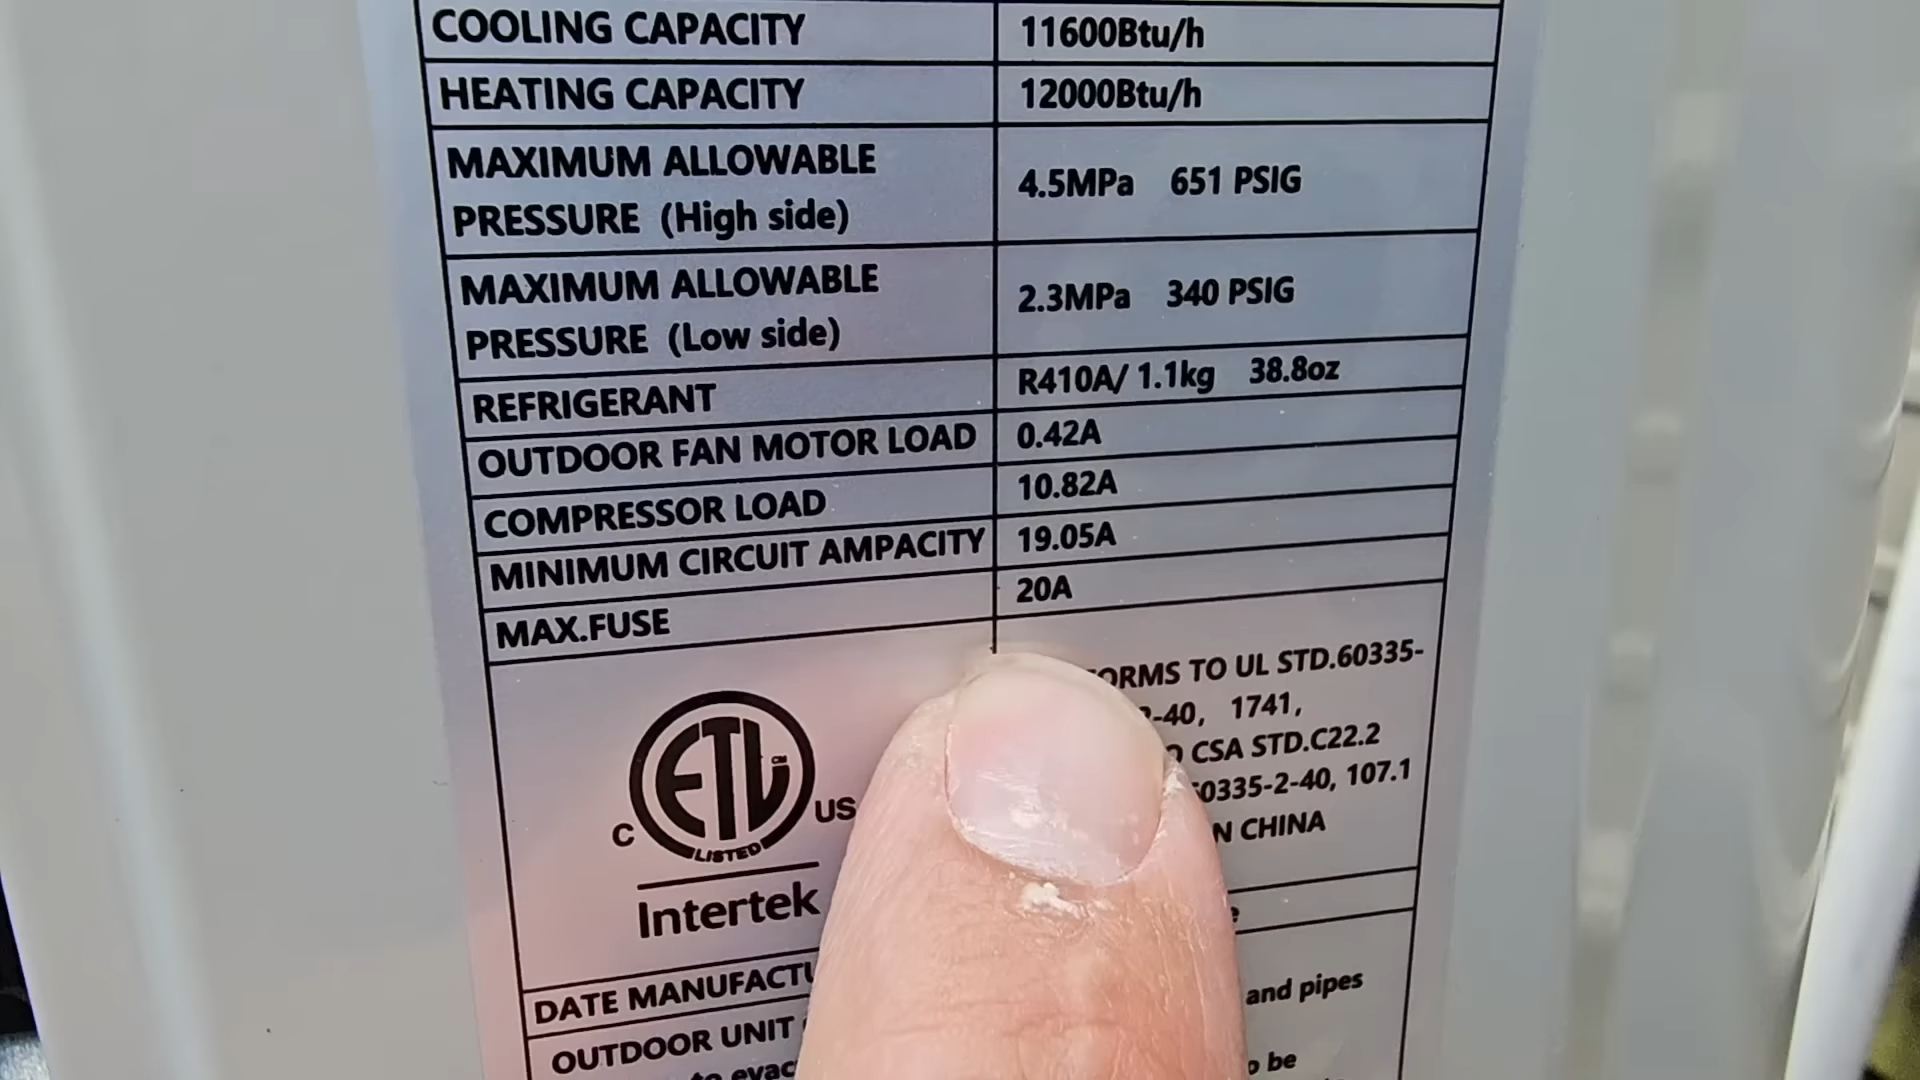 COOLING CAPACITY 11600Btu/h
HEATING CAPACITY 12000Btu/h
MAXIMUM ALLOWABLE
PRESSURE (High side) 4.5MPa 651 PSIG
MAXIMUM ALLOWABLE
PRESSURE (Low side) 2.3MPa 340 PSIG
REFRIGERANT R410A/ 1.1kg 38.8oz
OUTDOOR FAN MOTOR LOAD 0.42A
COMPRESSOR LOAD 10.82A
MINIMUM CIRCUIT AMPACITY 19.05A
MAX.FUSE 20A
C ETL CM US
LISTED
Intertek
TO UL STD.60335-
-40, 1741,
CSA STD.C22.2
0335-2-40, 107.1
CHINA
DATE
OUTDOOR UNIT
and pipes
be